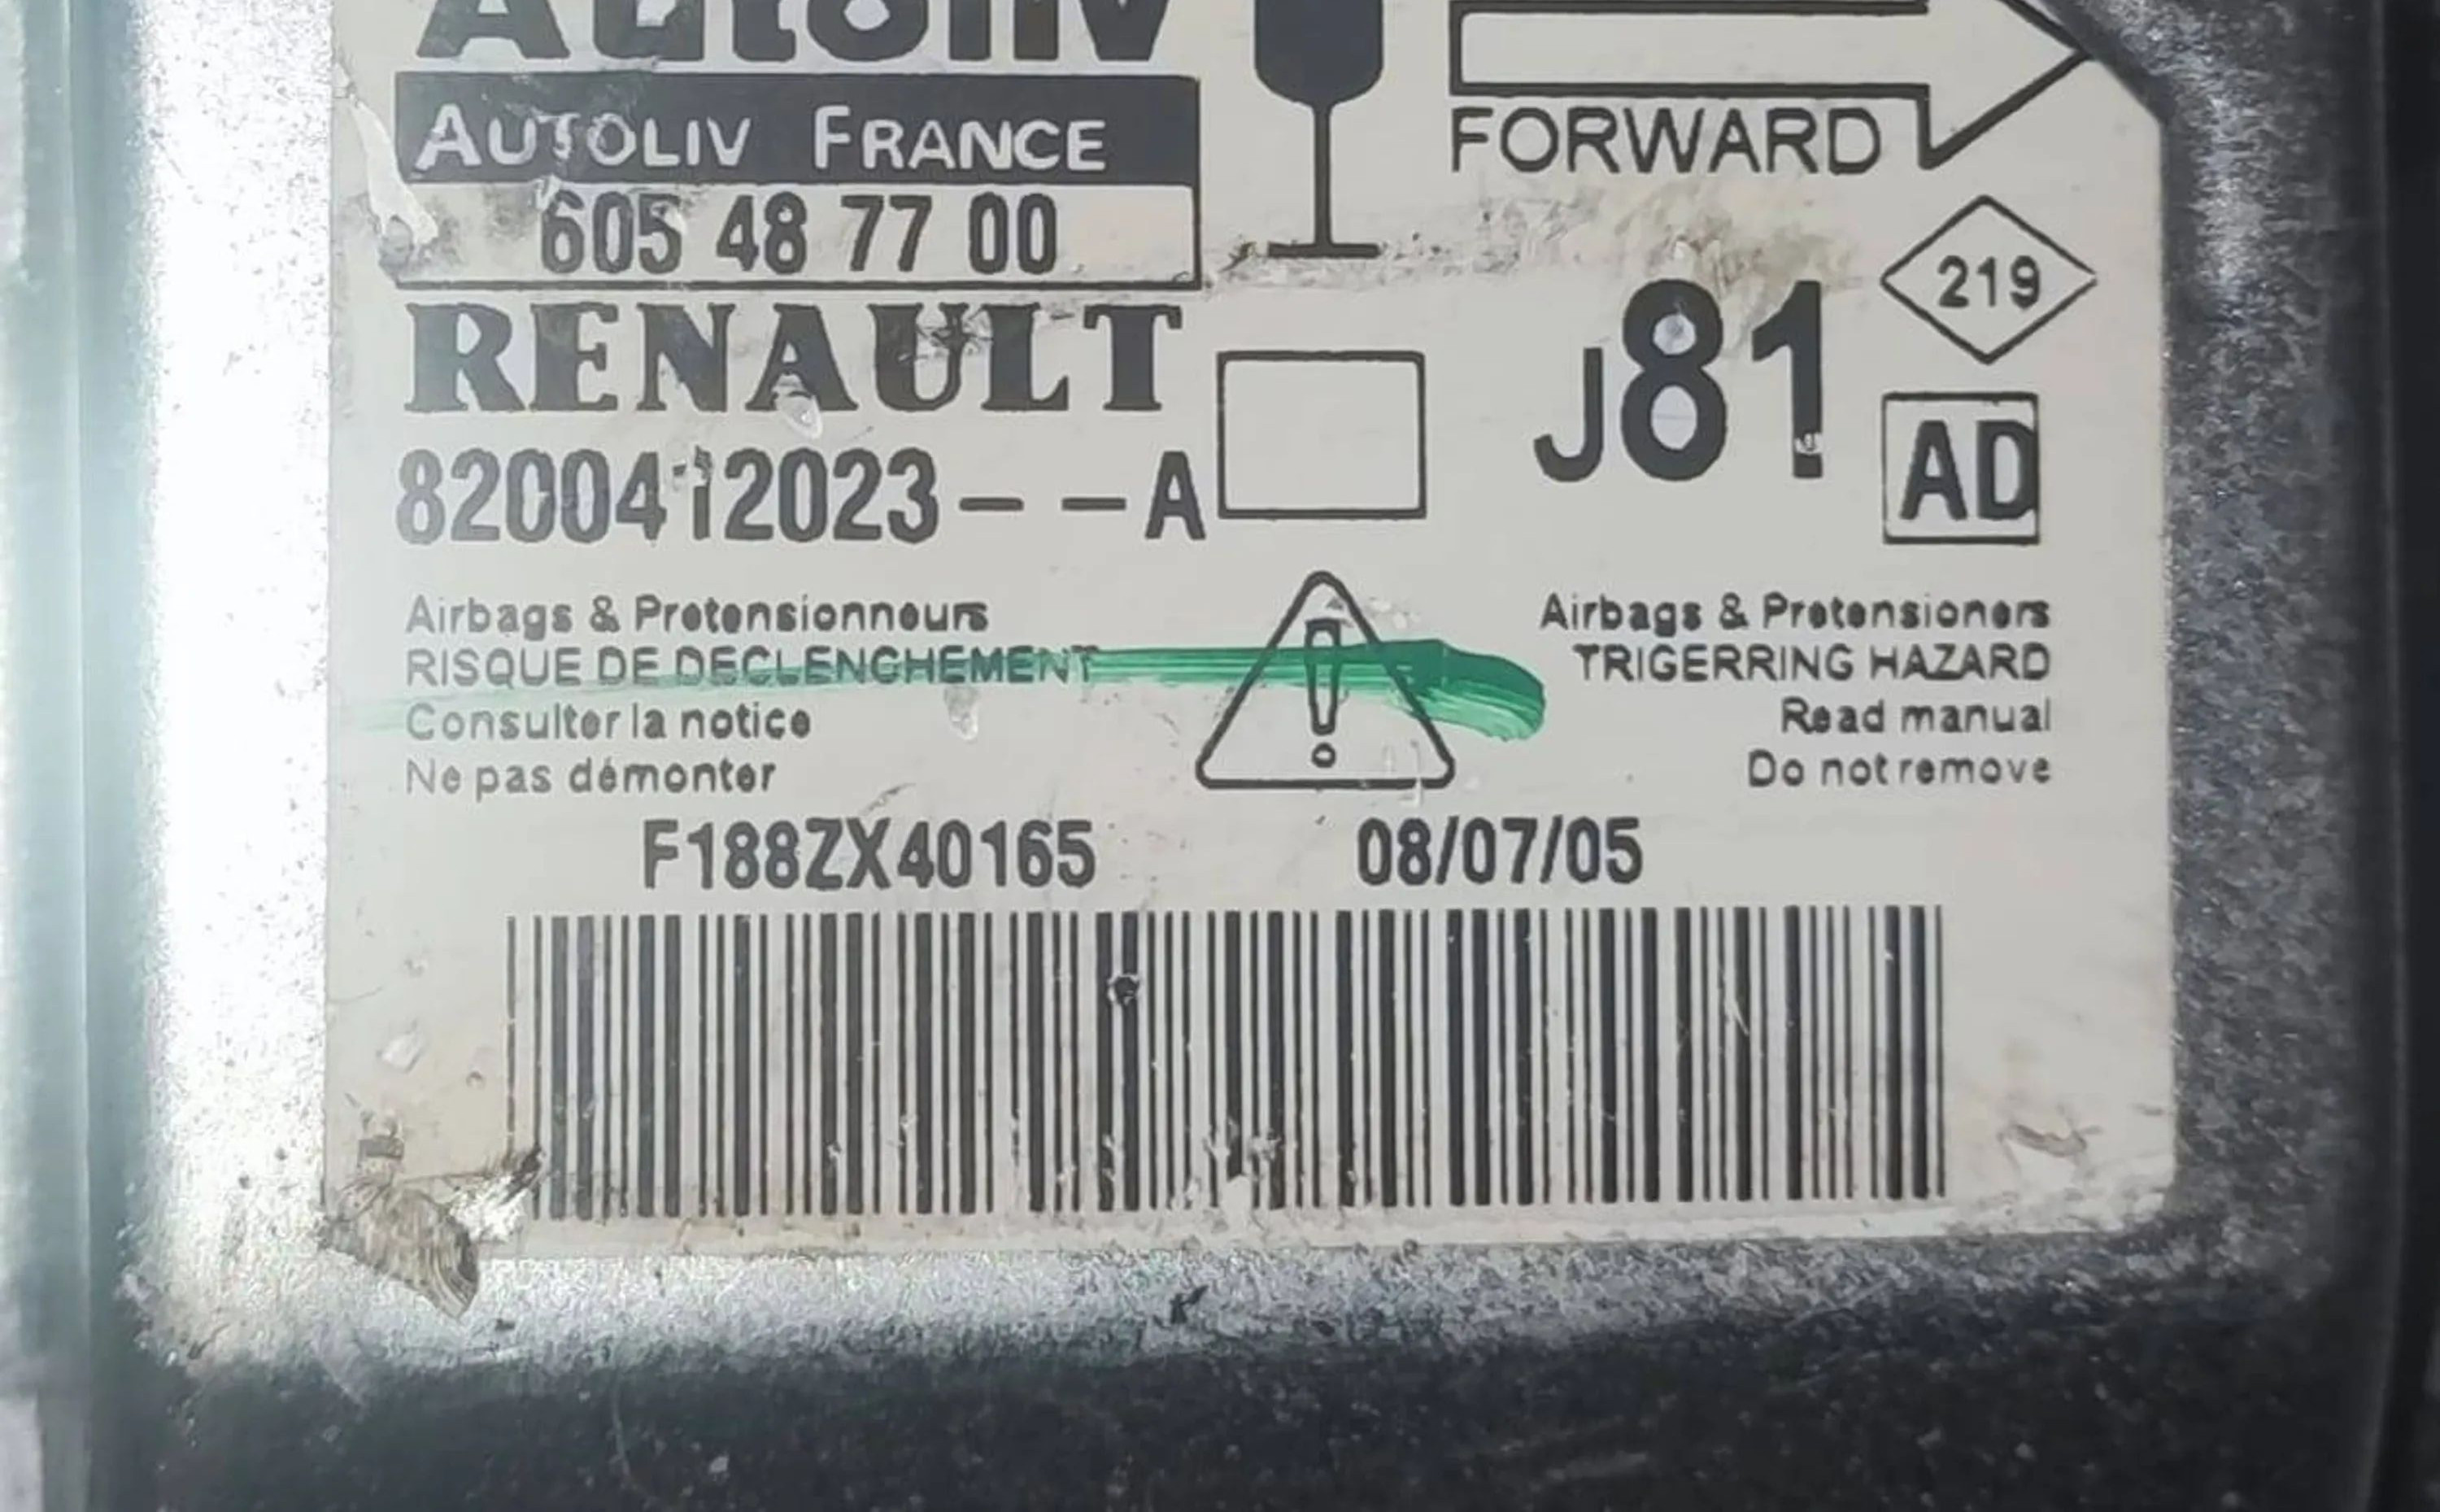 Autoliv
AUTOLIV FRANCE
605 48 77 00
FORWARD
219
RENAULT
J81
AD
8200412023--A
Airbags & Pretensionneurs
RISQUE DE DECLENCHEMENT
Consulter la notice
Ne pas démonter
Airbags & Pretensioners
TRIGERRING HAZARD
Read manual
Do not remove
F188ZX40165 08/07/05